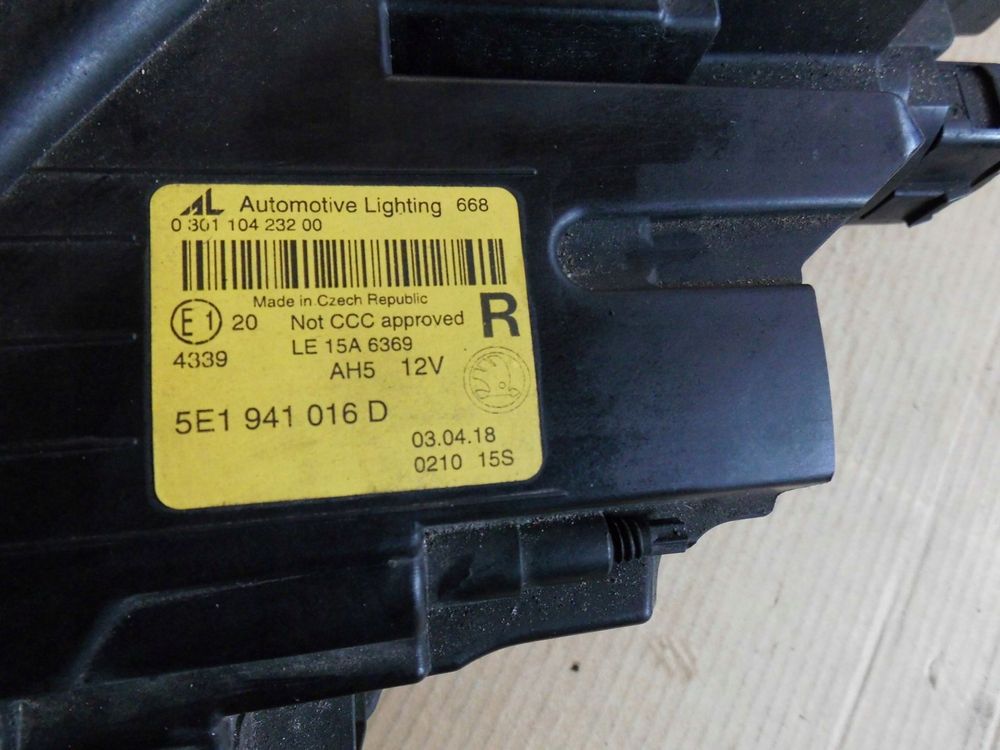 AL Automotive Lighting 668
0 301 104 232 00
Made in Czech Republic
E1 20 Not CCC approved R
4339 LE 15A 6369
AH5 12V
5E1 941 016 D
03.04.18
0210 15S